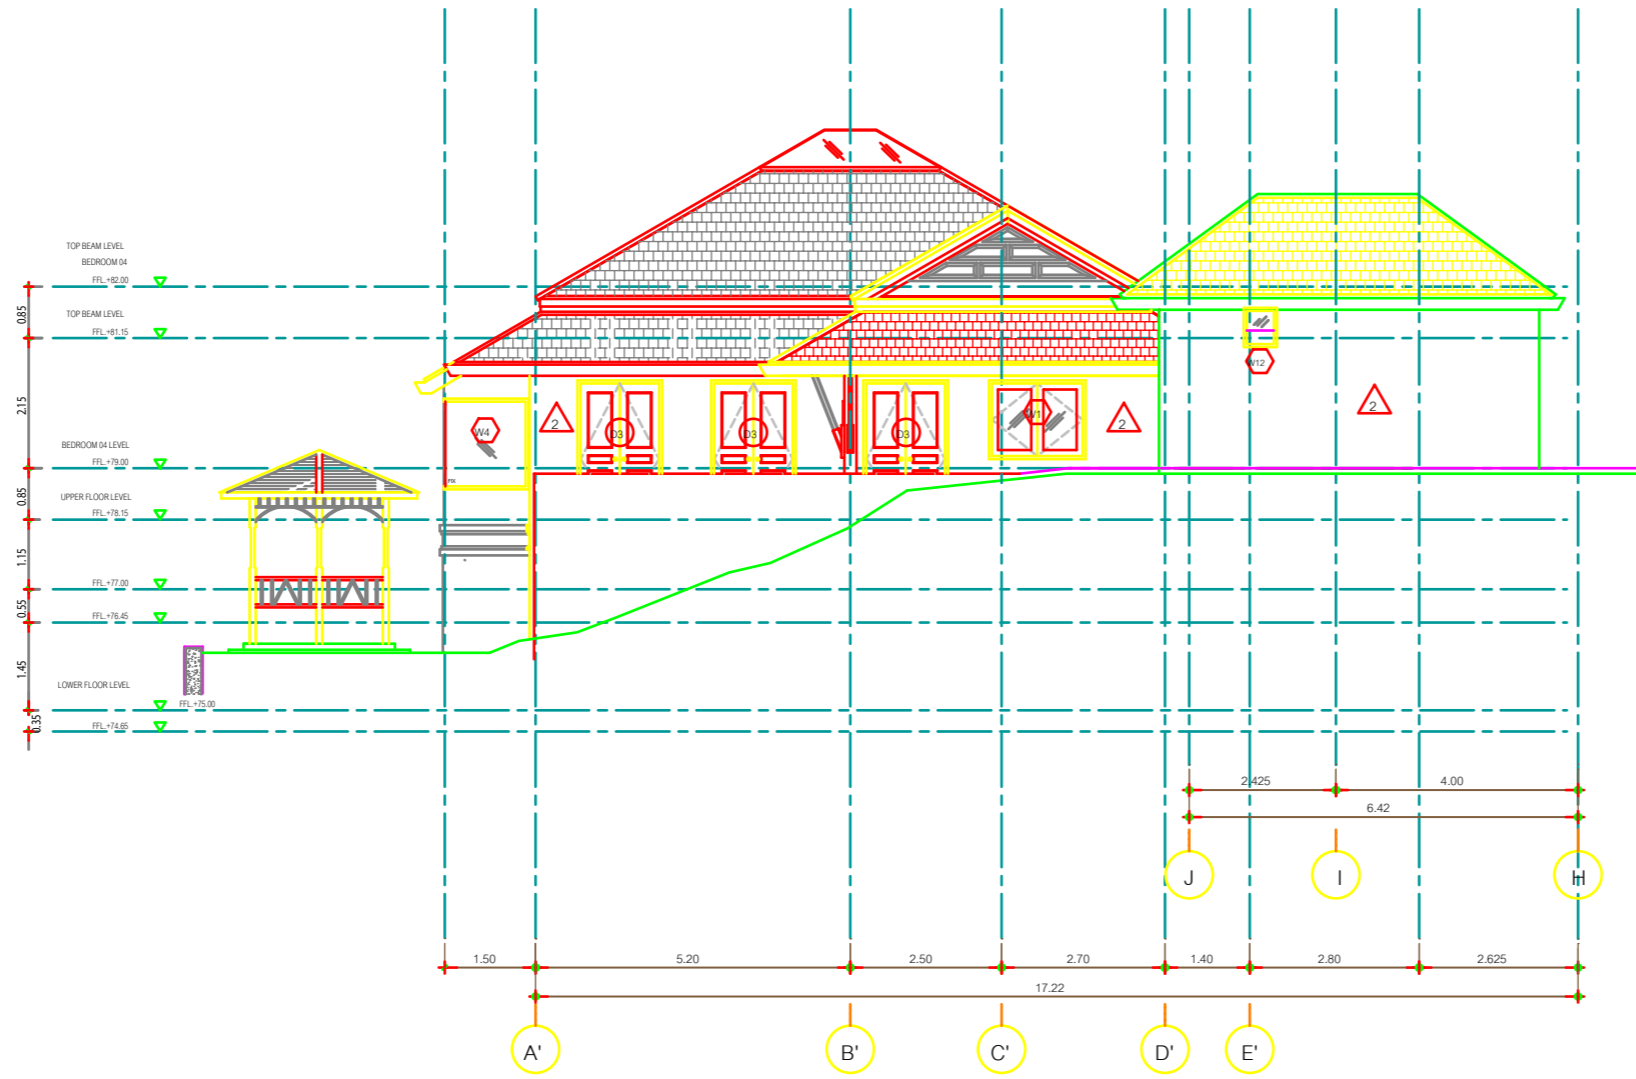 TOP BEAM LEVEL
BEDROOM 04
FFL.+82.00
0.85
TOP BEAM LEVEL
FFL.+81.15
W12
2.15
2
2
2
W4
D3
D3
D3
W1
BEDROOM 04 LEVEL
FFL.+79.00
FIX
0.85
UPPER FLOOR LEVEL
FFL.+78.15
1.15
FFL.+77.00
0.55
FFL.+76.45
1.45
LOWER FLOOR LEVEL
FFL.+75.00
0.35
FFL.+74.65
2.425
4.00
6.42
J
I
H
1.50
5.20
2.50
2.70
1.40
2.80
2.625
17.22
A'
B'
C'
D'
E'